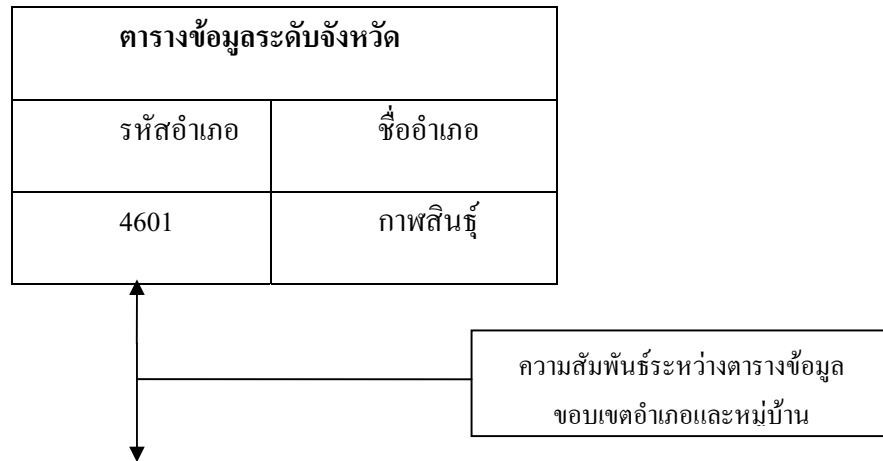 ตารางข้อมูลระดับจังหวัด
รหัสอำเภอ ชื่ออำเภอ
4601 กาฬสินธุ์
ความสัมพันธ์ระหว่างตารางข้อมูล
ขอบเขตอำเภอและหมู่บ้าน